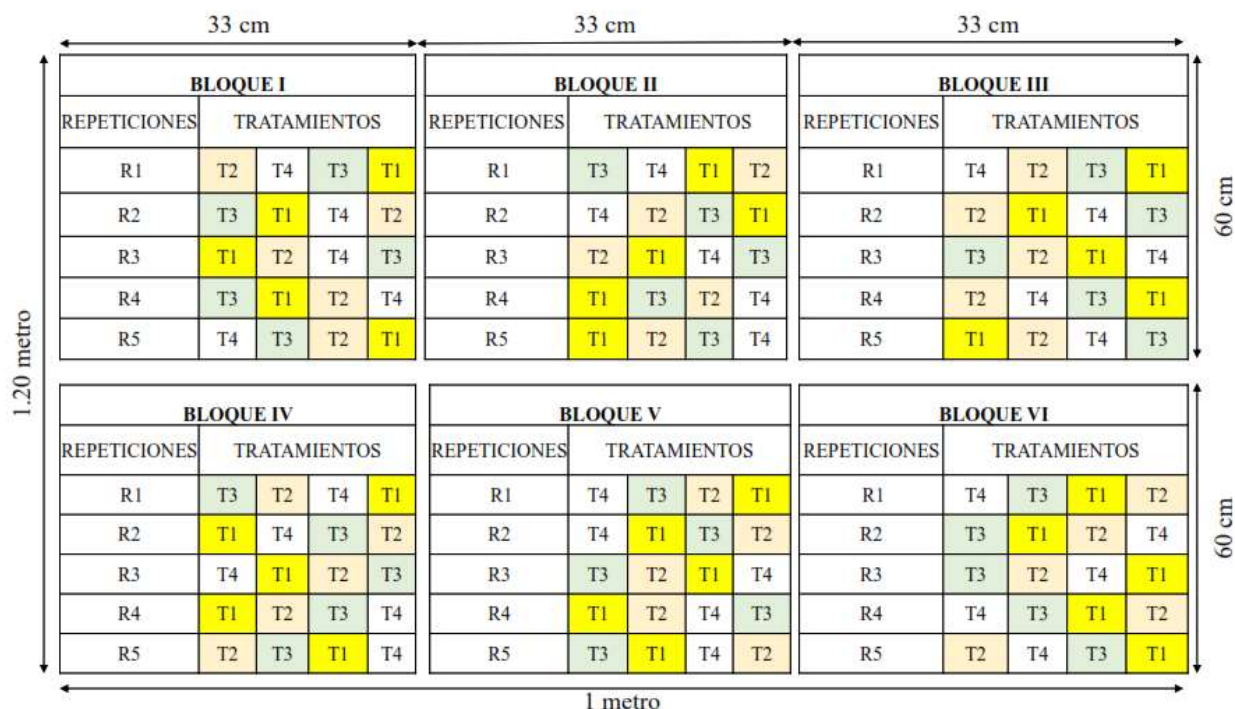 33 cm 33 cm 33 cm
BLOQUE I BLOQUE II BLOQUE III
REPETICIONES TRATAMIENTOS REPETICIONES TRATAMIENTOS REPETICIONES TRATAMIENTOS
R1 T2 T4 T3 T1 R1 T3 T4 T1 T2 R1 T4 T2 T3 T1
R2 T3 T1 T4 T2 R2 T4 T2 T3 T1 R2 T2 T1 T4 T3
R3 T1 T2 T4 T3 R3 T2 T1 T4 T3 R3 T3 T2 T1 T4
R4 T3 T1 T2 T4 R4 T1 T3 T2 T4 R4 T2 T4 T3 T1
R5 T4 T3 T2 T1 R5 T1 T2 T3 T4 R5 T1 T2 T4 T3
60 cm
1.20 metro
BLOQUE IV BLOQUE V BLOQUE VI
REPETICIONES TRATAMIENTOS REPETICIONES TRATAMIENTOS REPETICIONES TRATAMIENTOS
R1 T3 T2 T4 T1 R1 T4 T3 T2 T1 R1 T4 T3 T1 T2
R2 T1 T4 T3 T2 R2 T4 T1 T3 T2 R2 T3 T1 T2 T4
R3 T4 T1 T2 T3 R3 T3 T2 T1 T4 R3 T3 T2 T4 T1
R4 T1 T2 T3 T4 R4 T1 T2 T4 T3 R4 T4 T3 T1 T2
R5 T2 T3 T1 T4 R5 T3 T1 T4 T2 R5 T2 T4 T3 T1
60 cm
1 metro